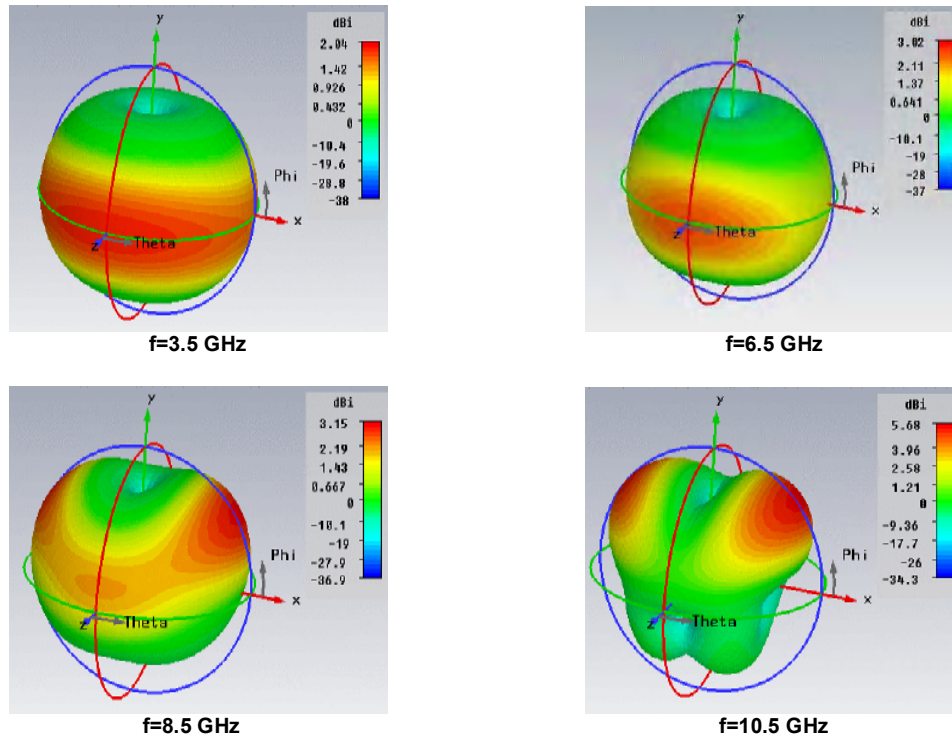 dBi
2.04
1.42
0.926
0.432
0
-10.4
-19.6
-28.8
-38
y
Phi
x
z
Theta
f=3.5 GHz
dBi
3.02
2.11
1.37
0.641
0
-10.1
-19
-28
-37
y
Phi
x
z
Theta
f=6.5 GHz
dBi
3.15
2.19
1.43
0.667
0
-10.1
-19
-27.9
-36.9
y
Phi
x
z
Theta
f=8.5 GHz
dBi
5.68
3.96
2.58
1.21
0
-9.36
-17.7
-26
-34.3
y
Phi
x
z
Theta
f=10.5 GHz